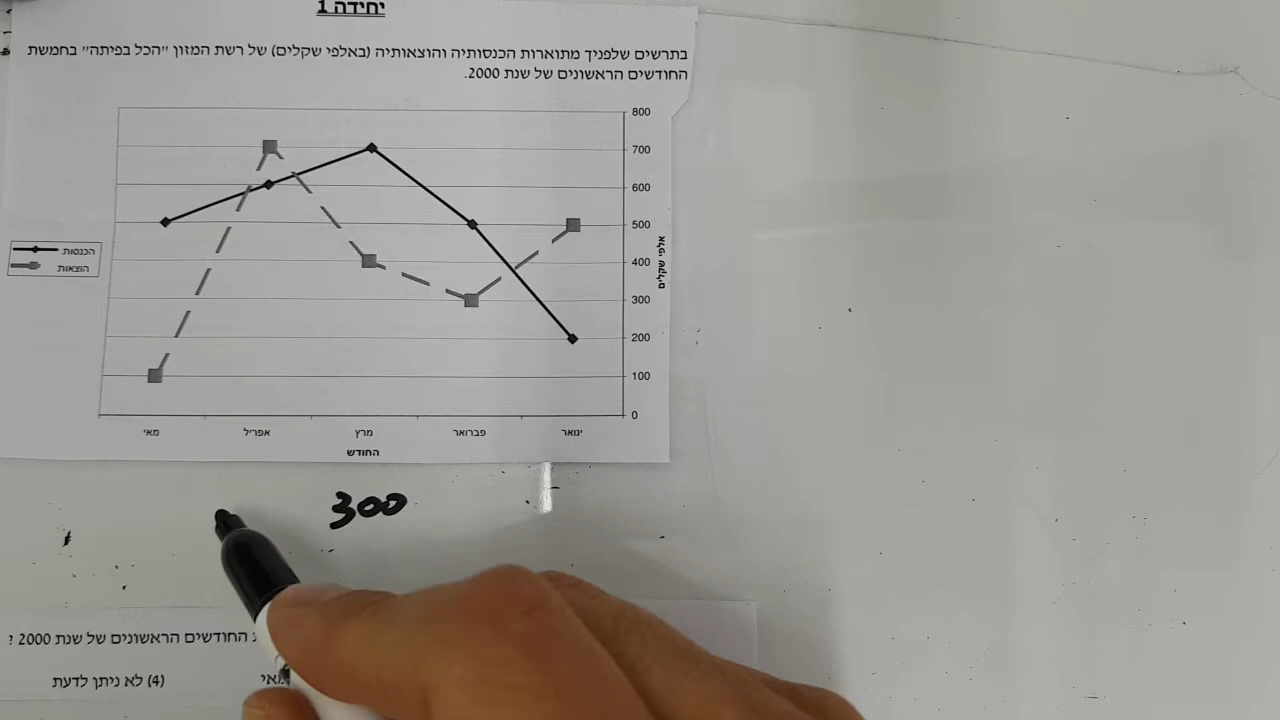 יחידה 1
בתרשים שלפניך מתוארות הכנסותיה והוצאותיה (באלפי שקלים) של רשת המזון ״הכל בפיתה״ בחמשת
החודשים הראשונים של שנת 2000.
800
700
600
500
400
300
200
100
0
אלפי שקלים
הכנסות
הוצאות
ינואר פברואר מרץ אפריל מאי
החודש
300
החודשים הראשונים של שנת 2000 ?
(4) לא ניתן לדעת